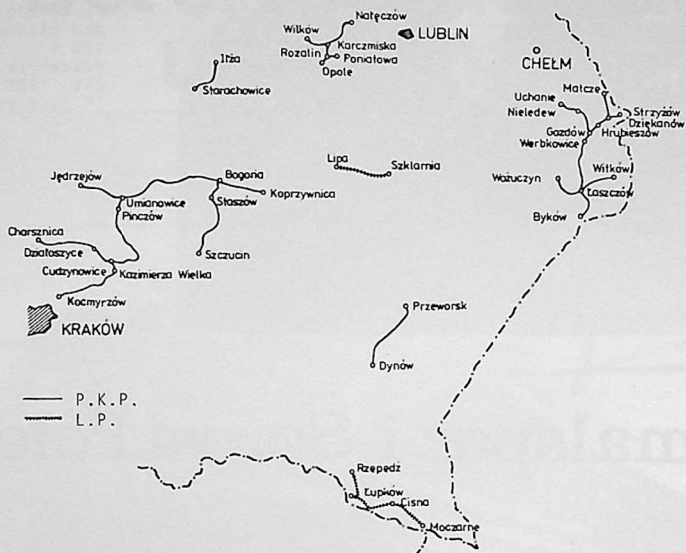 Nałęczów
Wilków
LUBLIN
Karczmiska
Rozalin
Poniatowa
Opole
CHEŁM
Iłża
Starachowice
Matcze
Uchanie
Strzyżów
Nieledew
Dziekanów
Gozdów
Hrubieszów
Werbkowice
Lipa
Szklarnia
Jędrzejów
Bogoria
Koprzywnica
Wożuczyn
Witków
Łaszczów
Umianowice
Staszów
Pinczów
Byków
Charsznica
Działoszyce
Szczucin
Cudzynowice
Kazimierza Wielka
Kocmyrzów
KRAKÓW
Przeworsk
Dynów
P.K.P.
L.P.
Rzepedź
Łupków
Cisna
Moczarne